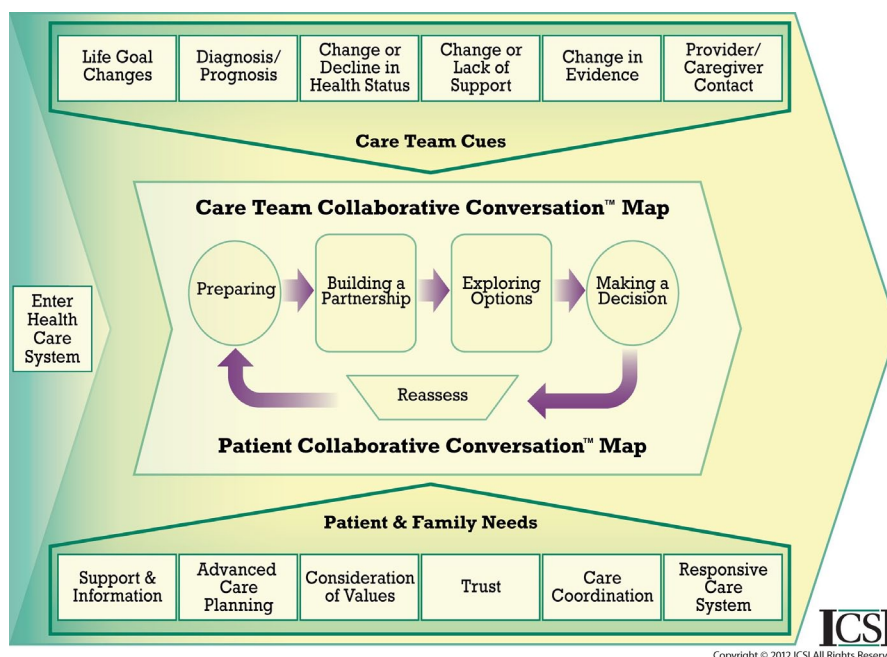 Life Goal
Changes
Diagnosis/
Prognosis
Change or
Decline in
Health Status
Change or
Lack of
Support
Change in
Evidence
Provider/
Caregiver
Contact
Care Team Cues
Care Team Collaborative Conversation™ Map
Preparing
Building a
Partnership
Exploring
Options
Making a
Decision
Enter
Health
Care
System
Reassess
Patient Collaborative Conversation™ Map
Patient & Family Needs
Support &
Information
Advanced
Care
Planning
Consideration
of Values
Trust
Care
Coordination
Responsive
Care
System
ICSI
Copyright © 2012 ICSI All Rights